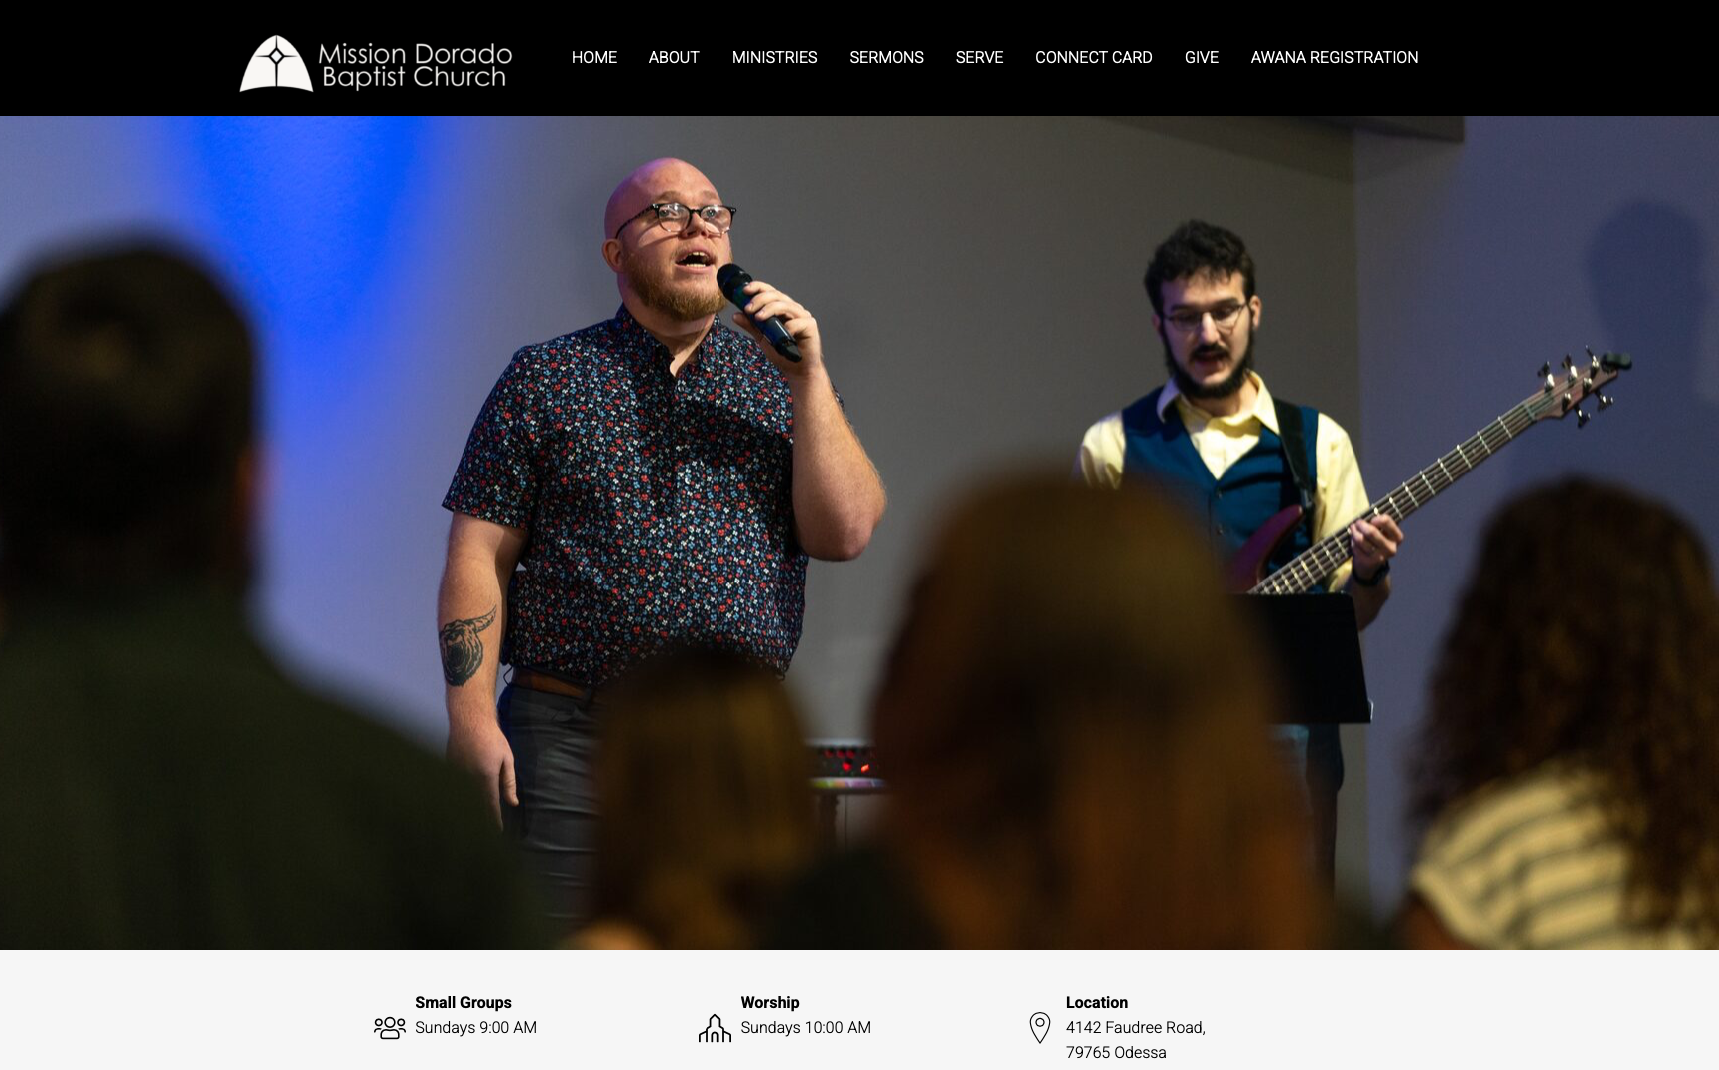 Mission Dorado
Baptist Church
HOME ABOUT MINISTRIES SERMONS SERVE CONNECT CARD GIVE AWANA REGISTRATION
Small Groups
Sundays 9:00 AM
Worship
Sundays 10:00 AM
Location
4142 Faudree Road,
79765 Odessa